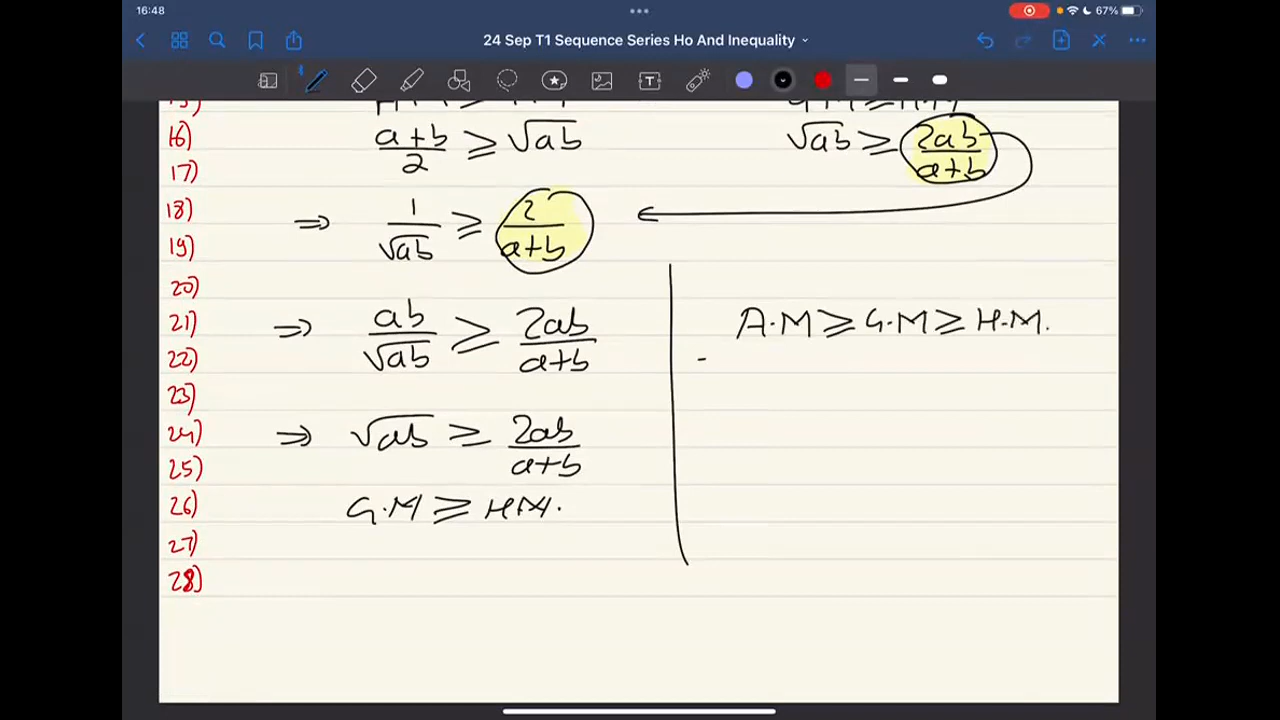 16:48
67%
24 Sep T1 Sequence Series Ho And Inequality
16) a+b/2 ≥ √ab √ab ≥ 2ab/a+b
17)
18) ⇒ 1/√ab ≥ 2/a+b
19)
20)
21) ⇒ ab/√ab ≥ 2ab/a+b A.M ≥ G.M ≥ H.M.
22)
23)
24) ⇒ √ab ≥ 2ab/a+b
25)
26) G.M ≥ H.M.
27)
28)